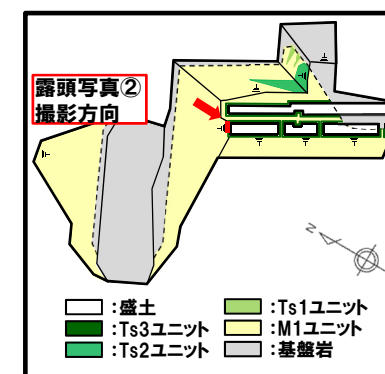 露頭写真②
撮影方向
N
:盛土
:Ts3ユニット
:Ts2ユニット
:Ts1ユニット
:M1ユニット
:基盤岩